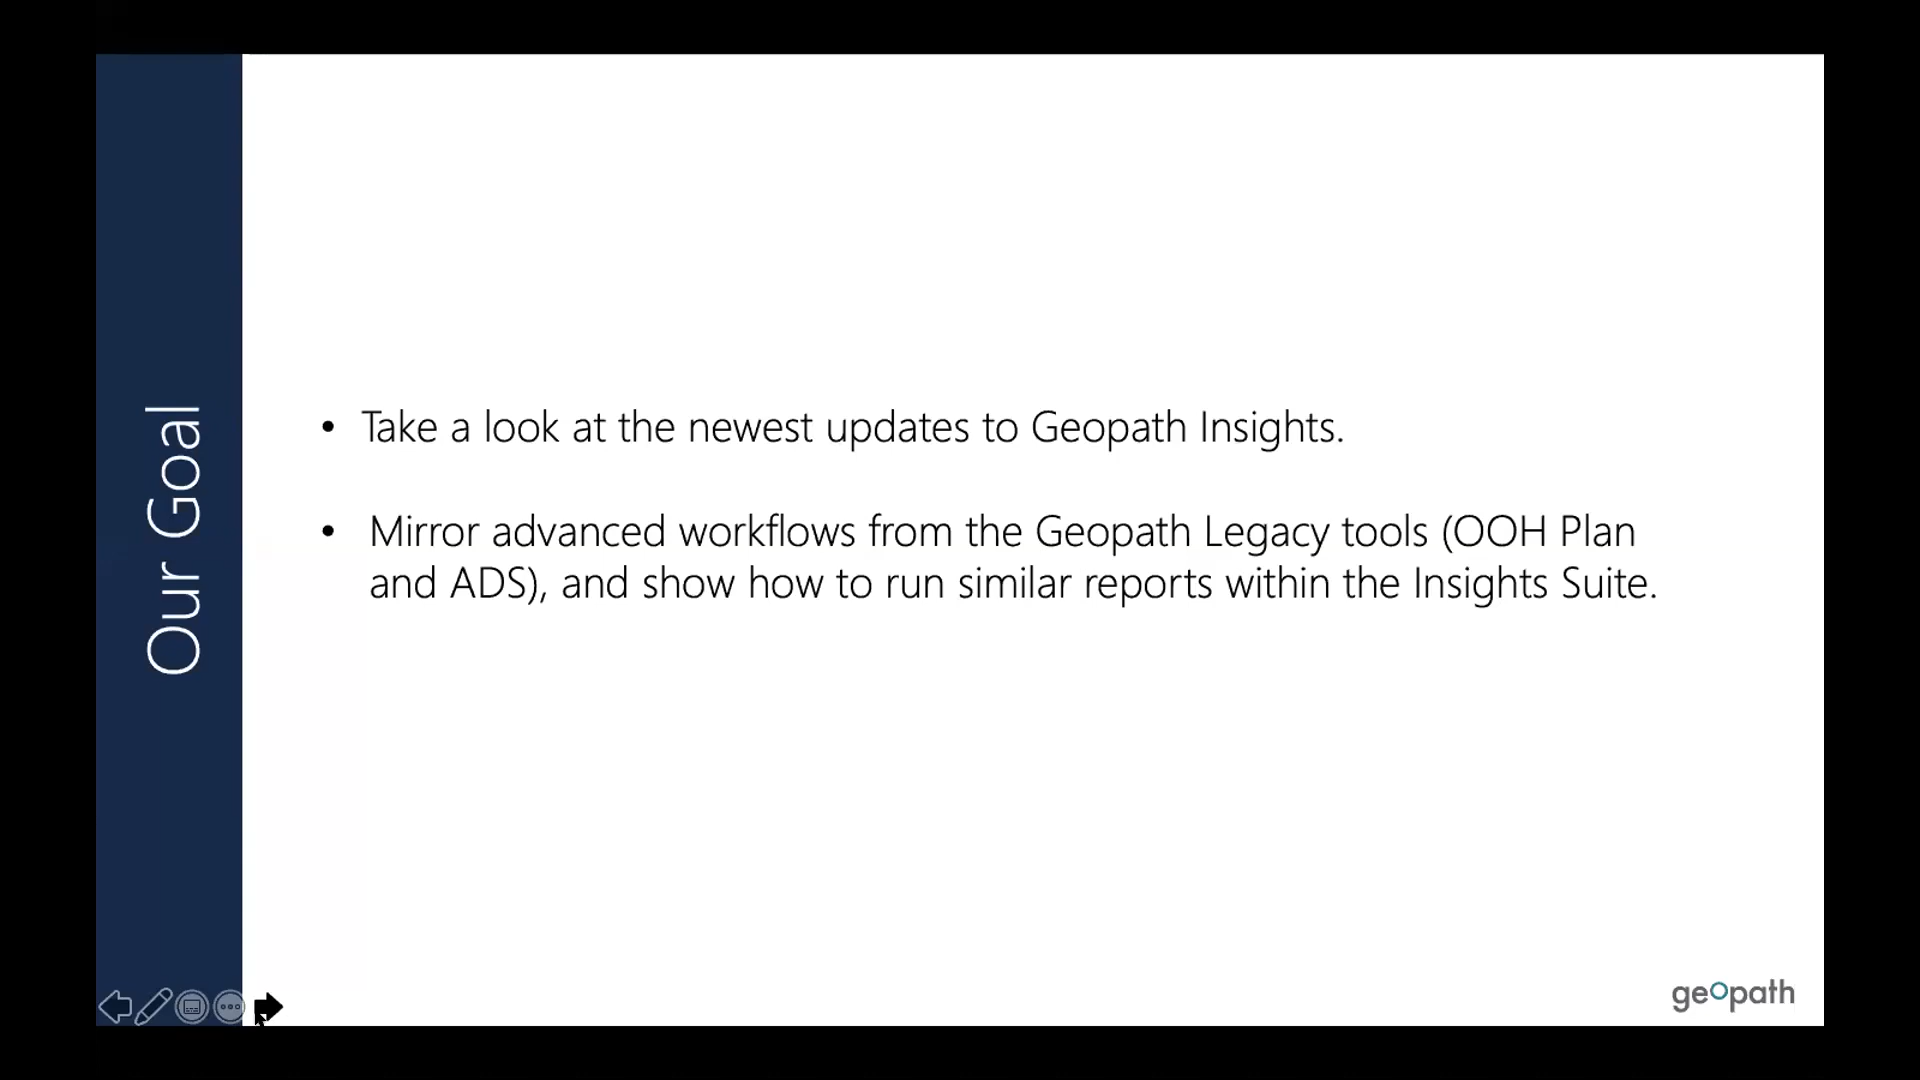 Our Goal
• Take a look at the newest updates to Geopath Insights.
• Mirror advanced workflows from the Geopath Legacy tools (OOH Plan
and ADS), and show how to run similar reports within the Insights Suite.
geopath